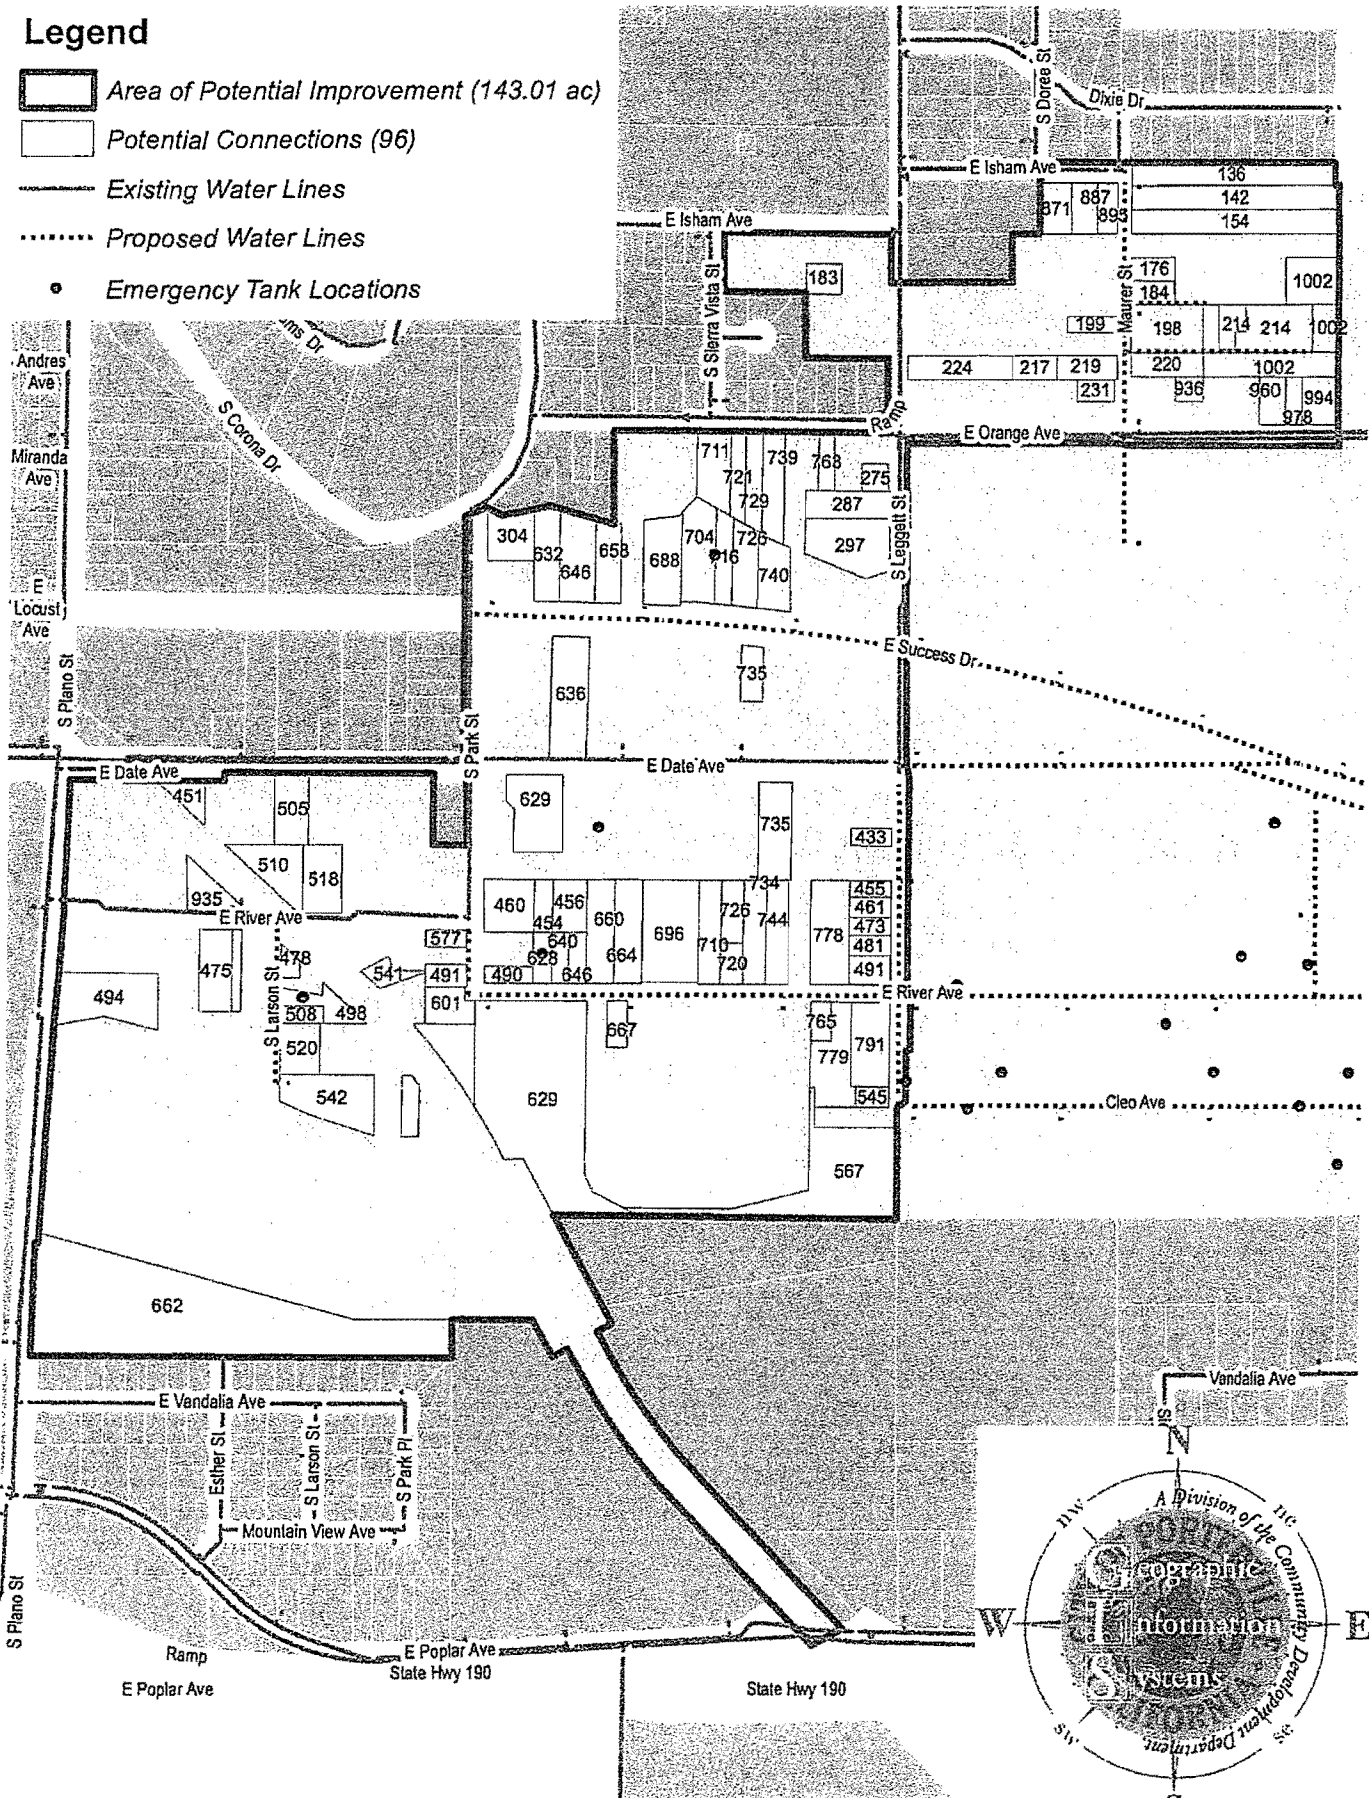 Legend
Area of Potential Improvement (143.01 ac)
Potential Connections (96)
Existing Water Lines
Proposed Water Lines
Emergency Tank Locations
S Doree St
Dixie Dr
E Isham Ave
136
142
154
871
887
E Isham Ave
S Sierra Vista St
183
Maurer St
176
184
1002
199
198
214
214
1002
224
217
219
220
1002
231
936
960
994
978
Andres
Ave
S Corona Dr
Ramp
E Orange Ave
Miranda
Ave
711
721
739
763
275
729
287
S Leggett St
304
632
646
658
688
704
726
740
297
Locust
Ave
S Plano St
E Success Dr
636
735
S Park St
E Date Ave
E Date Ave
451
505
629
735
433
510
518
935
E River Ave
460
454
456
660
734
726
744
455
461
473
481
491
778
696
710
720
640
628
646
664
490
577
491
601
541
475
478
494
S Larson St
508
498
520
542
E River Ave
667
765
779
791
545
629
567
Cleo Ave
662
E Vandalia Ave
Vandalia Ave
Esther St
S Larson St
S Park Pl
Mountain View Ave
S Plano St
Ramp
E Poplar Ave
E Poplar Ave
State Hwy 190
State Hwy 190
N
nw
ne
W
E
sw
se
A Division of the Community Development Department
Geographic
Information
Systems